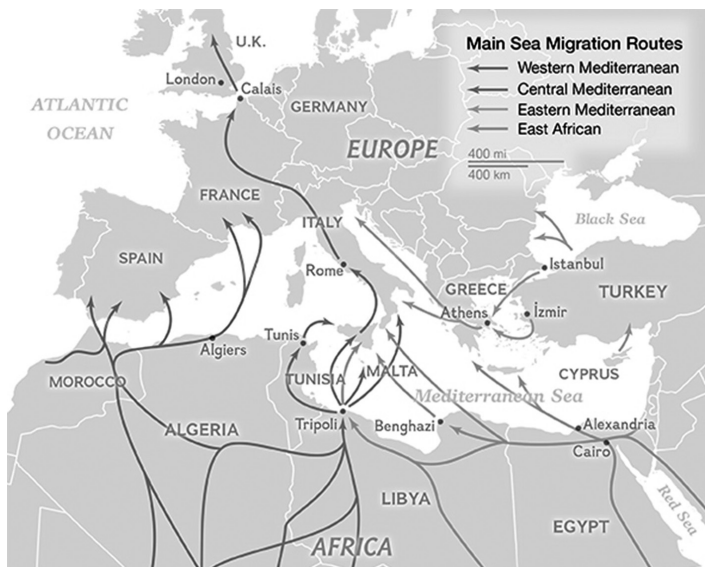 U.K.
London
Calais
ATLANTIC
OCEAN
GERMANY
EUROPE
FRANCE
ITALY
SPAIN
Rome
Black Sea
Istanbul
GREECE
TURKEY
Athens
İzmir
Tunis
Algiers
MOROCCO
TUNISIA
MALTA
CYPRUS
Mediterranean Sea
ALGERIA
Tripoli
Benghazi
Alexandria
Cairo
LIBYA
EGYPT
Red Sea
AFRICA
Main Sea Migration Routes
Western Mediterranean
Central Mediterranean
Eastern Mediterranean
East African
400 mi
400 km